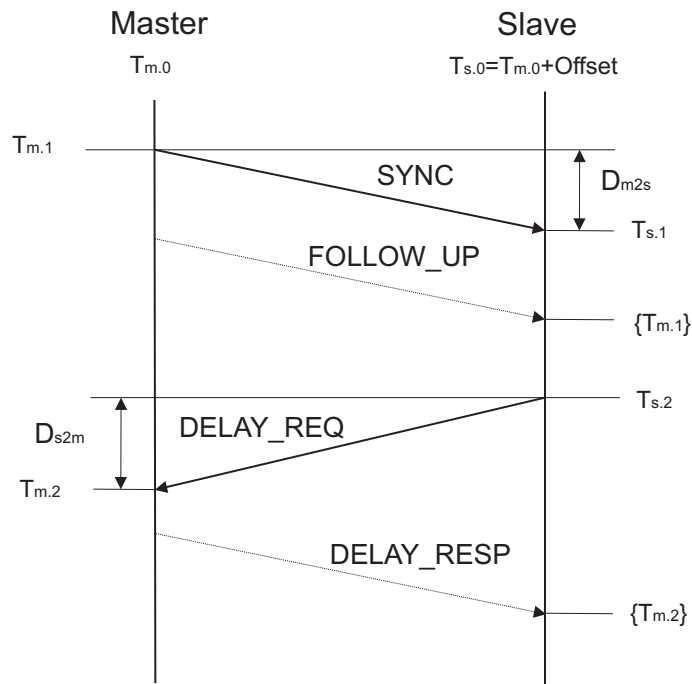 Master
Slave
Tm.0
Ts.0=Tm.0+Offset
Tm.1
SYNC
Dm2s
Ts.1
FOLLOW_UP
{Tm.1}
Ts.2
DELAY_REQ
Ds2m
Tm.2
DELAY_RESP
{Tm.2}